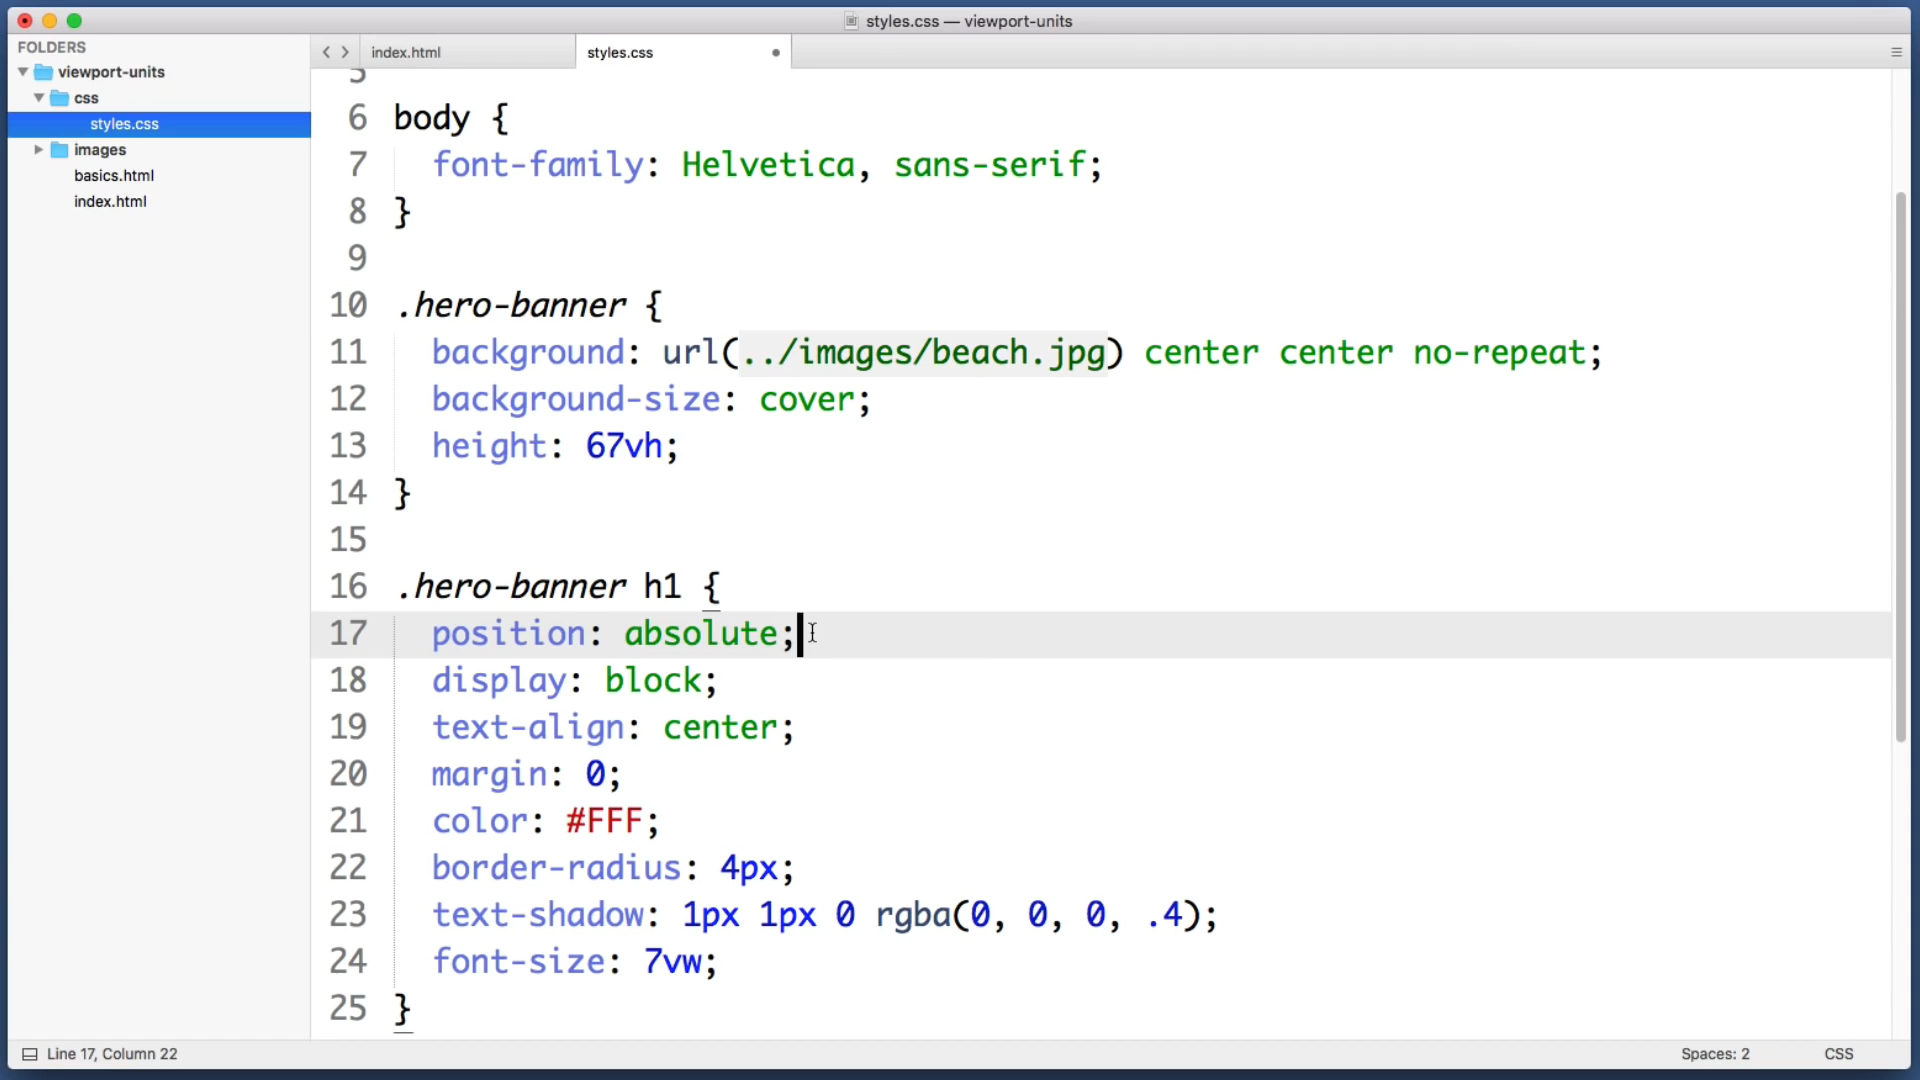 styles.css — viewport-units
FOLDERS
viewport-units
css
styles.css
images
basics.html
index.html
index.html
styles.css
5
6 body {
7 font-family: Helvetica, sans-serif;
8 }
9
10 .hero-banner {
11 background: url(../images/beach.jpg) center center no-repeat;
12 background-size: cover;
13 height: 67vh;
14 }
15
16 .hero-banner h1 {
17 position: absolute;
18 display: block;
19 text-align: center;
20 margin: 0;
21 color: #FFF;
22 border-radius: 4px;
23 text-shadow: 1px 1px 0 rgba(0, 0, 0, .4);
24 font-size: 7vw;
25 }
Line 17, Column 22
Spaces: 2
CSS